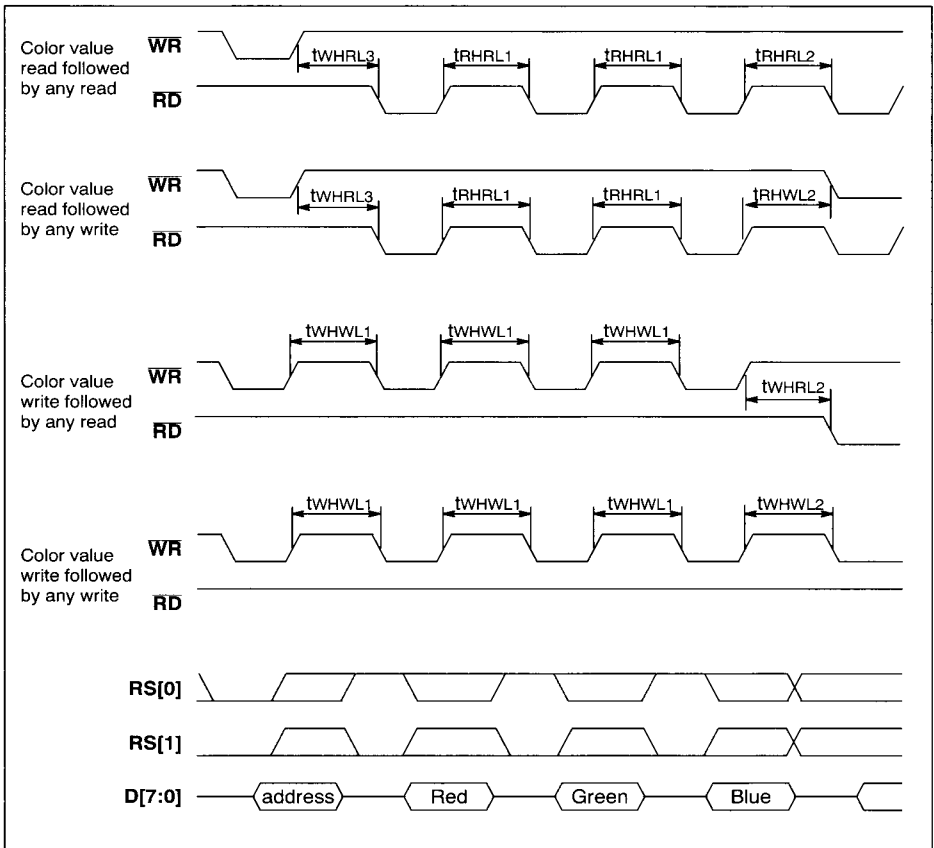 Color value
read followed
by any read
WR
tWHRL3
tRHRL1
tRHRL1
tRHRL2
RD
Color value
read followed
by any write
WR
tWHRL3
tRHRL1
tRHRL1
tRHWL2
RD
Color value
write followed
by any read
tWHWL1
tWHWL1
tWHWL1
WR
tWHRL2
RD
Color value
write followed
by any write
tWHWL1
tWHWL1
tWHWL1
tWHWL2
WR
RD
RS[0]
RS[1]
D[7:0]
address
Red
Green
Blue